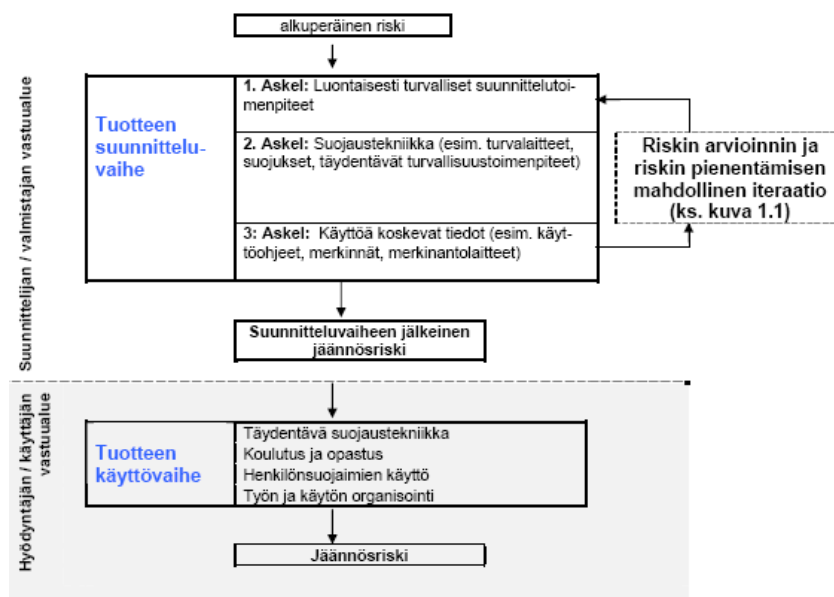 alkuperäinen riski
Suunnittelijan / valmistajan vastuualue
Tuotteen
suunnittelu-
vaihe
1. Askel: Luontaisesti turvalliset suunnittelutoi-
menpiteet
2. Askel: Suojaustekniikka (esim. turvalaitteet,
suojukset, täydentävät turvallisuustoimenpiteet)
3: Askel: Käyttöä koskevat tiedot (esim. käyt-
töohjeet, merkinnät, merkinantolaitteet)
Riskin arvioinnin ja
riskin pienentämisen
mahdollinen iteraatio
(ks. kuva 1.1)
Suunnitteluvaiheen jälkeinen
jäännösriski
Hyödyntäjän / käyttäjän
vastuualue
Tuotteen
käyttövaihe
Täydentävä suojaustekniikka
Koulutus ja opastus
Henkilönsuojaimien käyttö
Työn ja käytön organisointi
Jäännösriski